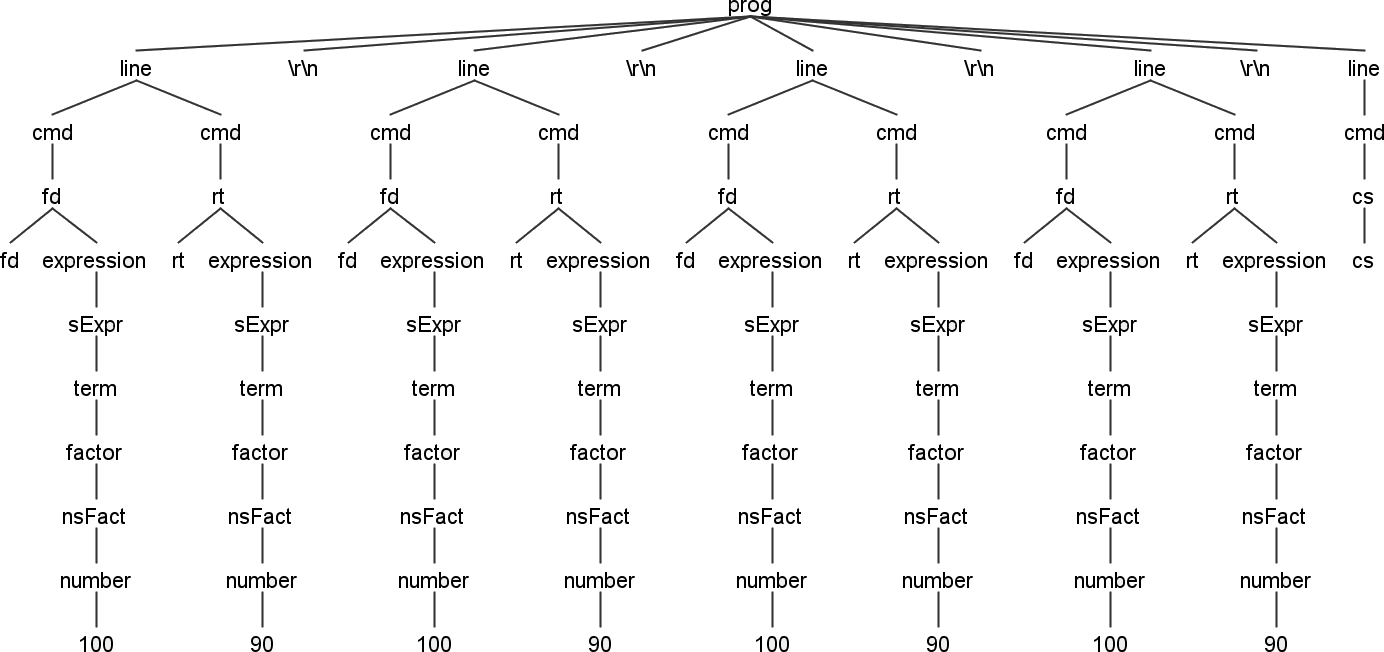 prog
line \r\n line \r\n line \r\n line \r\n line
cmd cmd cmd cmd cmd cmd cmd cmd cmd
fd rt fd rt fd rt fd rt cs
fd expression rt expression fd expression rt expression fd expression rt expression fd expression rt expression cs
sExpr sExpr sExpr sExpr sExpr sExpr sExpr sExpr
term term term term term term term term
factor factor factor factor factor factor factor factor
nsFact nsFact nsFact nsFact nsFact nsFact nsFact nsFact
number number number number number number number number
100 90 100 90 100 90 100 90